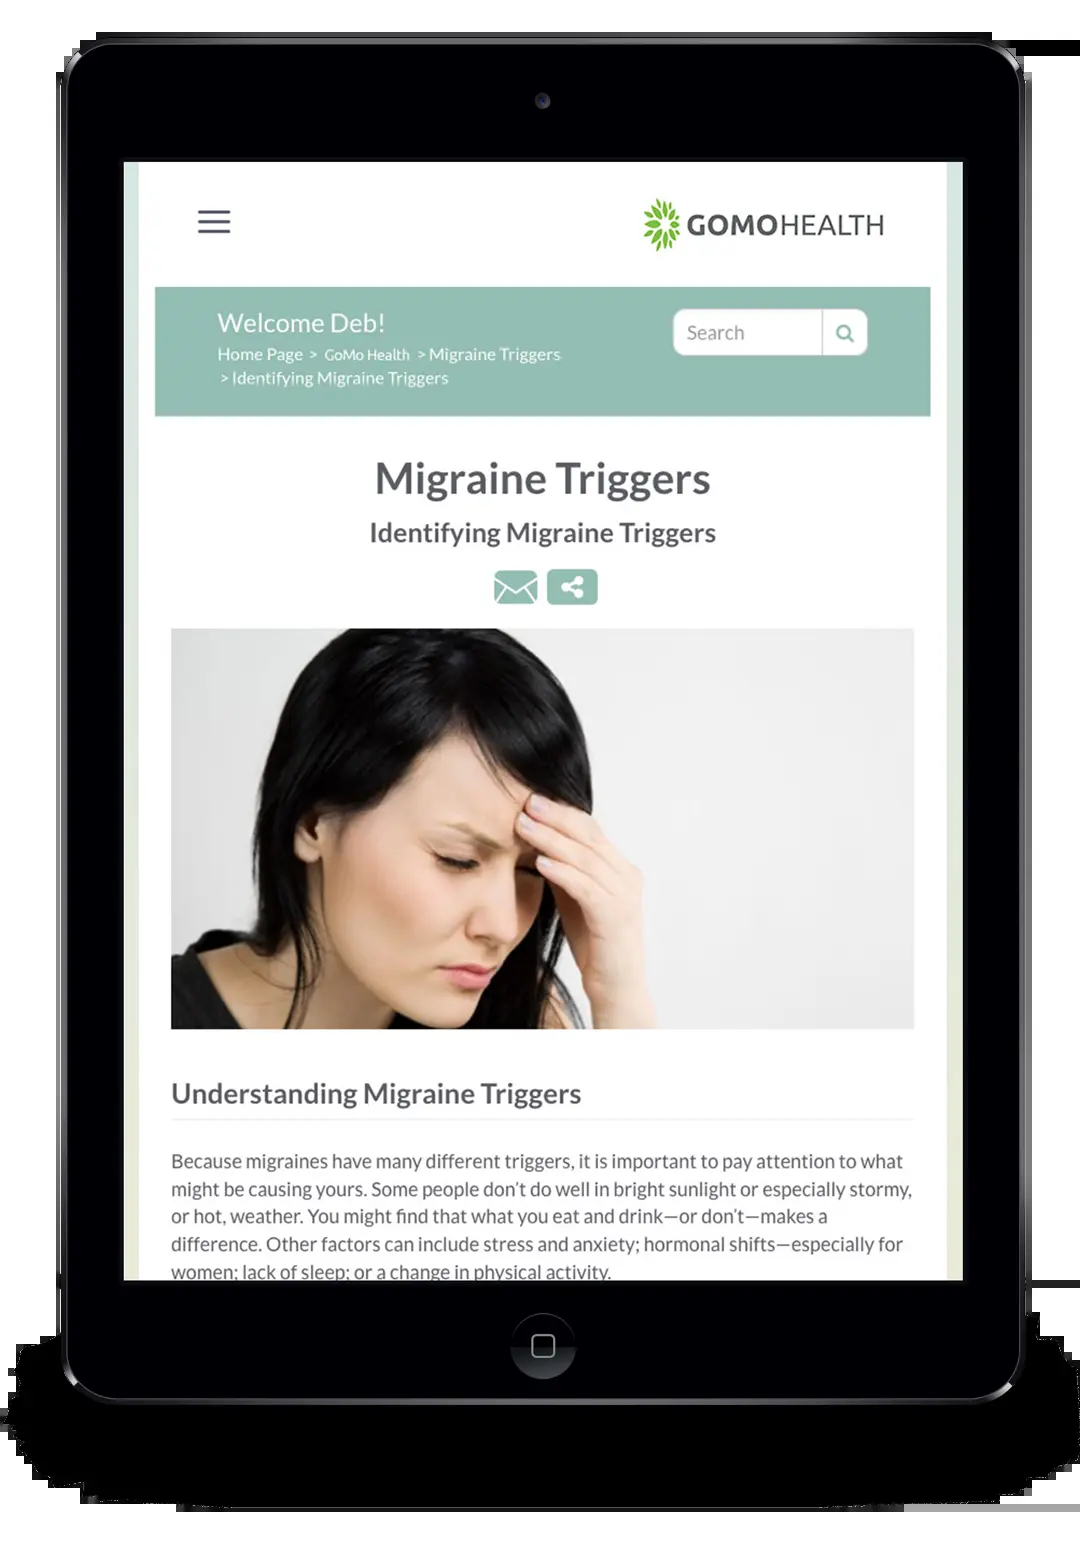 GOMOHEALTH
Welcome Deb!
Search
Home Page > GoMo Health > Migraine Triggers
> Identifying Migraine Triggers
Migraine Triggers
Identifying Migraine Triggers
Understanding Migraine Triggers
Because migraines have many different triggers, it is important to pay attention to what
might be causing yours. Some people don't do well in bright sunlight or especially stormy,
or hot, weather. You might find that what you eat and drink—or don't—makes a
difference. Other factors can include stress and anxiety; hormonal shifts—especially for
women; lack of sleep; or a change in physical activity.